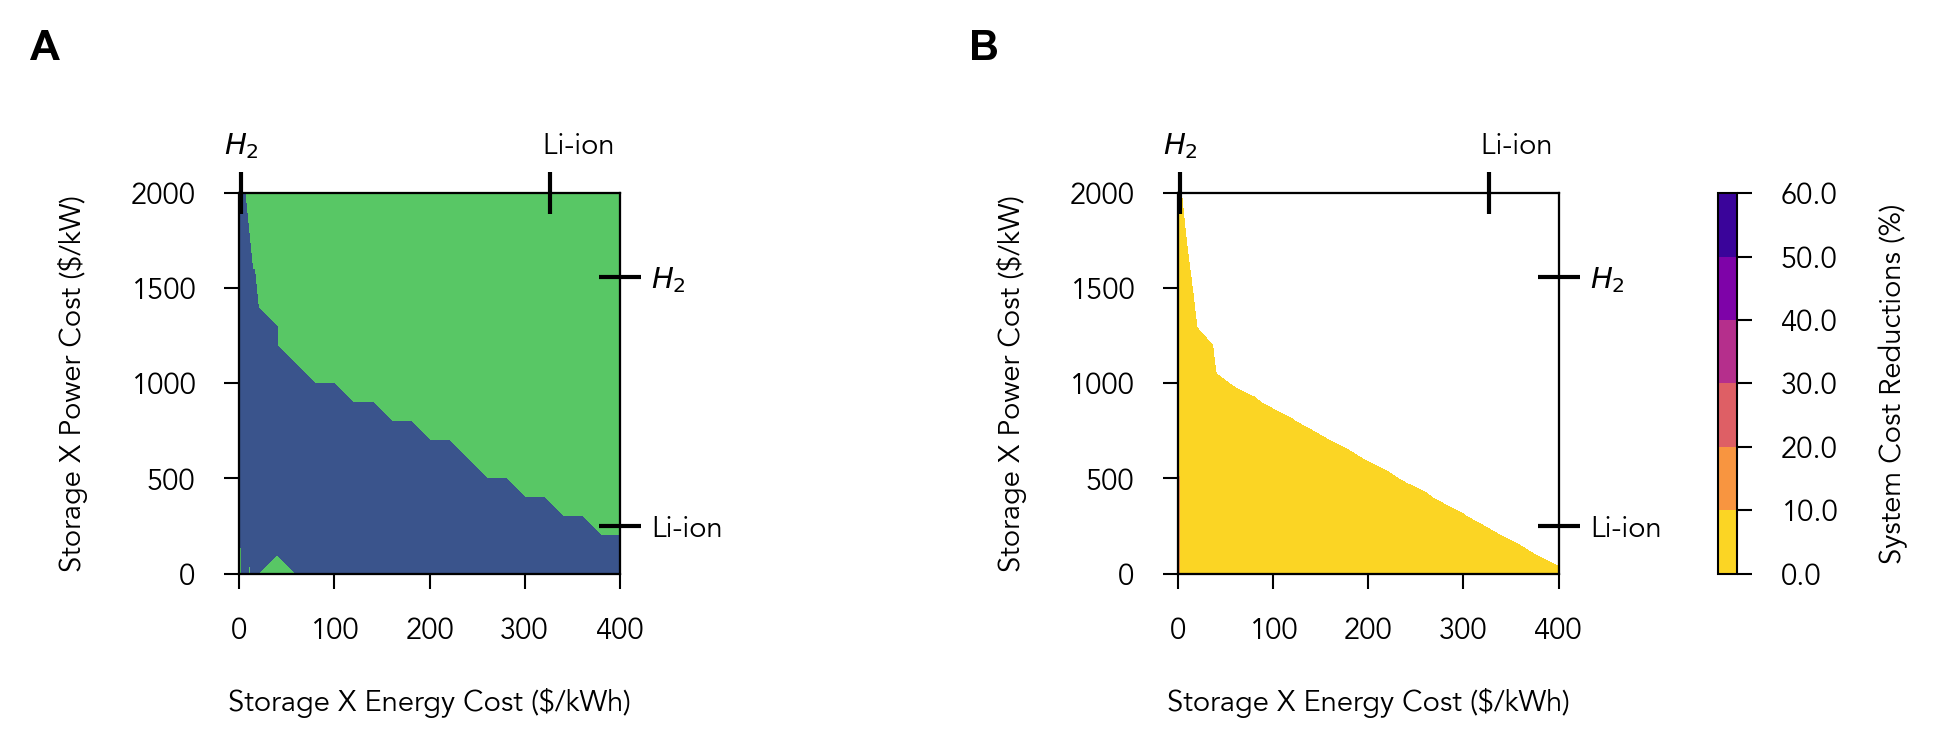 A
H₂
Li-ion
2000
1500
1000
500
0
Storage X Power Cost ($/kW)
H₂
Li-ion
0
100
200
300
400
Storage X Energy Cost ($/kWh)
B
H₂
Li-ion
2000
1500
1000
500
0
Storage X Power Cost ($/kW)
H₂
Li-ion
0
100
200
300
400
Storage X Energy Cost ($/kWh)
60.0
50.0
40.0
30.0
20.0
10.0
0.0
System Cost Reductions (%)